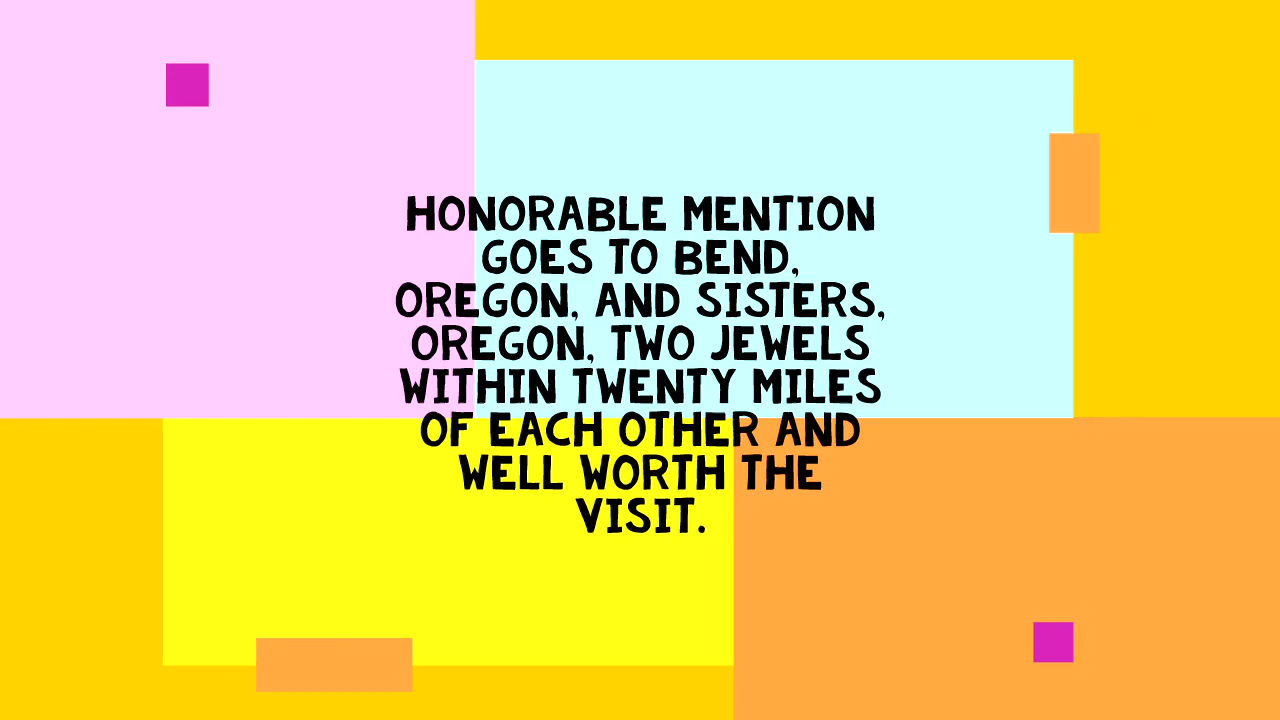 HONORABLE MENTION
GOES TO BEND,
OREGON, AND SISTERS,
OREGON, TWO JEWELS
WITHIN TWENTY MILES
OF EACH OTHER AND
WELL WORTH THE
VISIT.